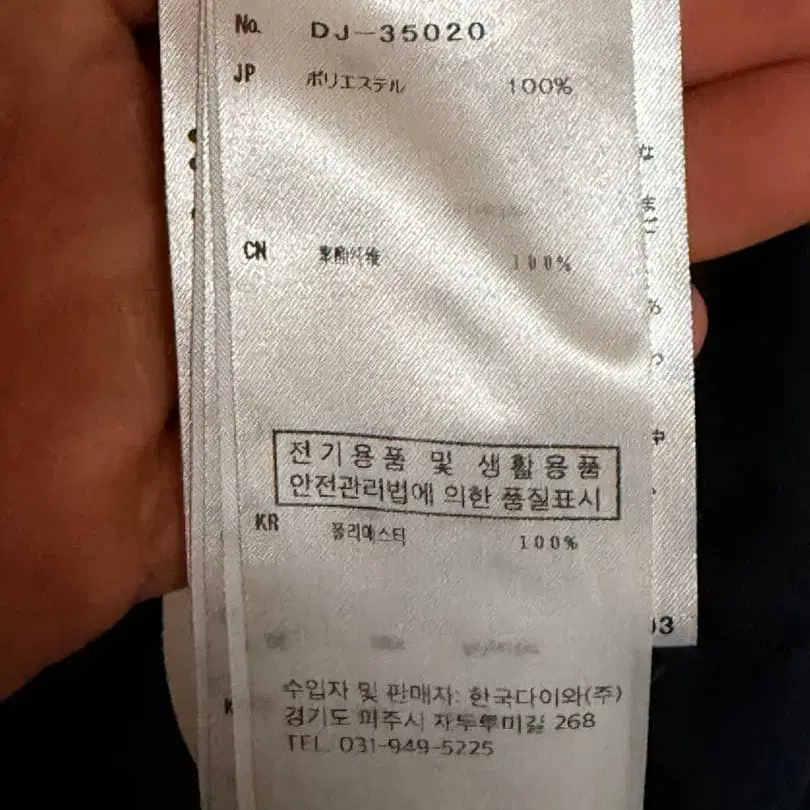 No. DJ-35020
JP ポリエステル 100%
CN 聚酯纤维 100%
전기용품 및 생활용품
안전관리법에 의한 품질표시
KR 폴리에스터 100%
수입자 및 판매자: 한국다이와(주)
경기도 파주시 자두뿌미길 268
TEL. 031-949-5225